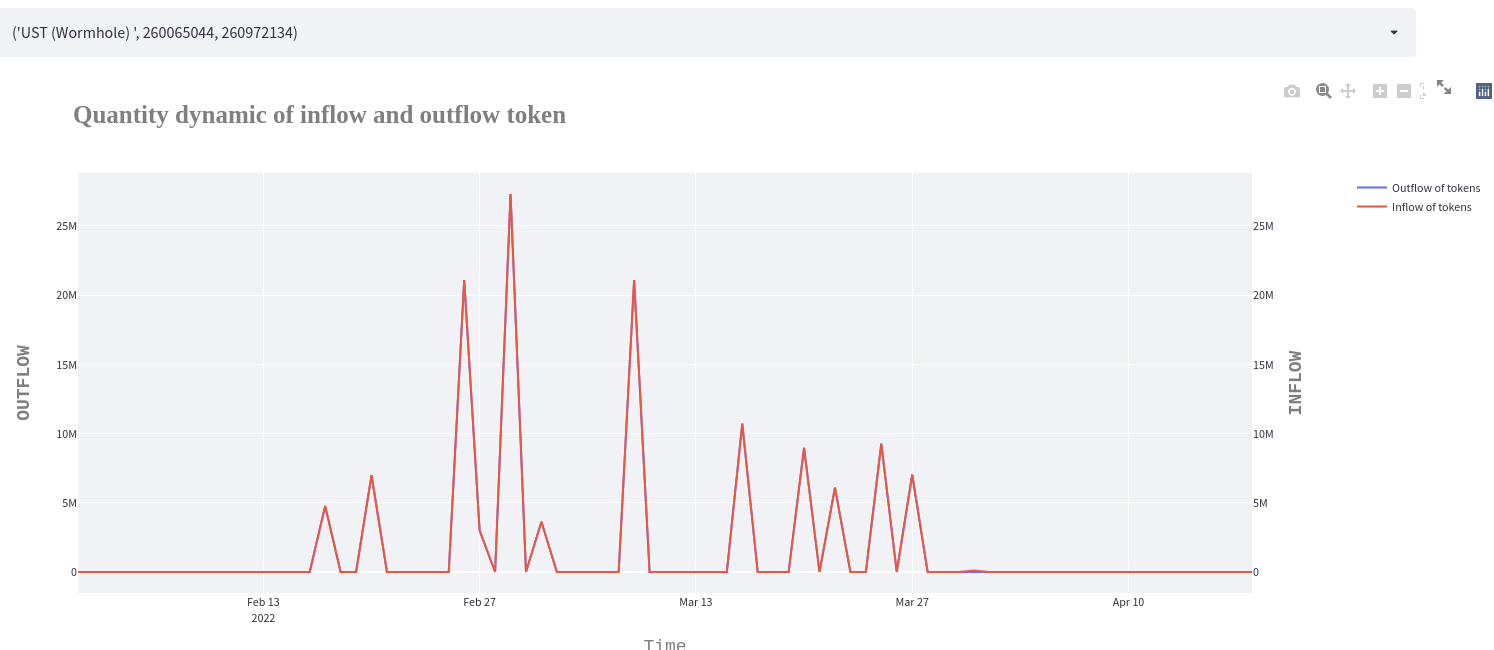 ('UST (Wormhole) ', 260065044, 260972134)
Quantity dynamic of inflow and outflow token
Outflow of tokens
Inflow of tokens
25M
20M
15M
10M
5M
0
OUTFLOW
25M
20M
15M
10M
5M
0
INFLOW
Feb 13
2022
Feb 27
Mar 13
Mar 27
Apr 10
Time